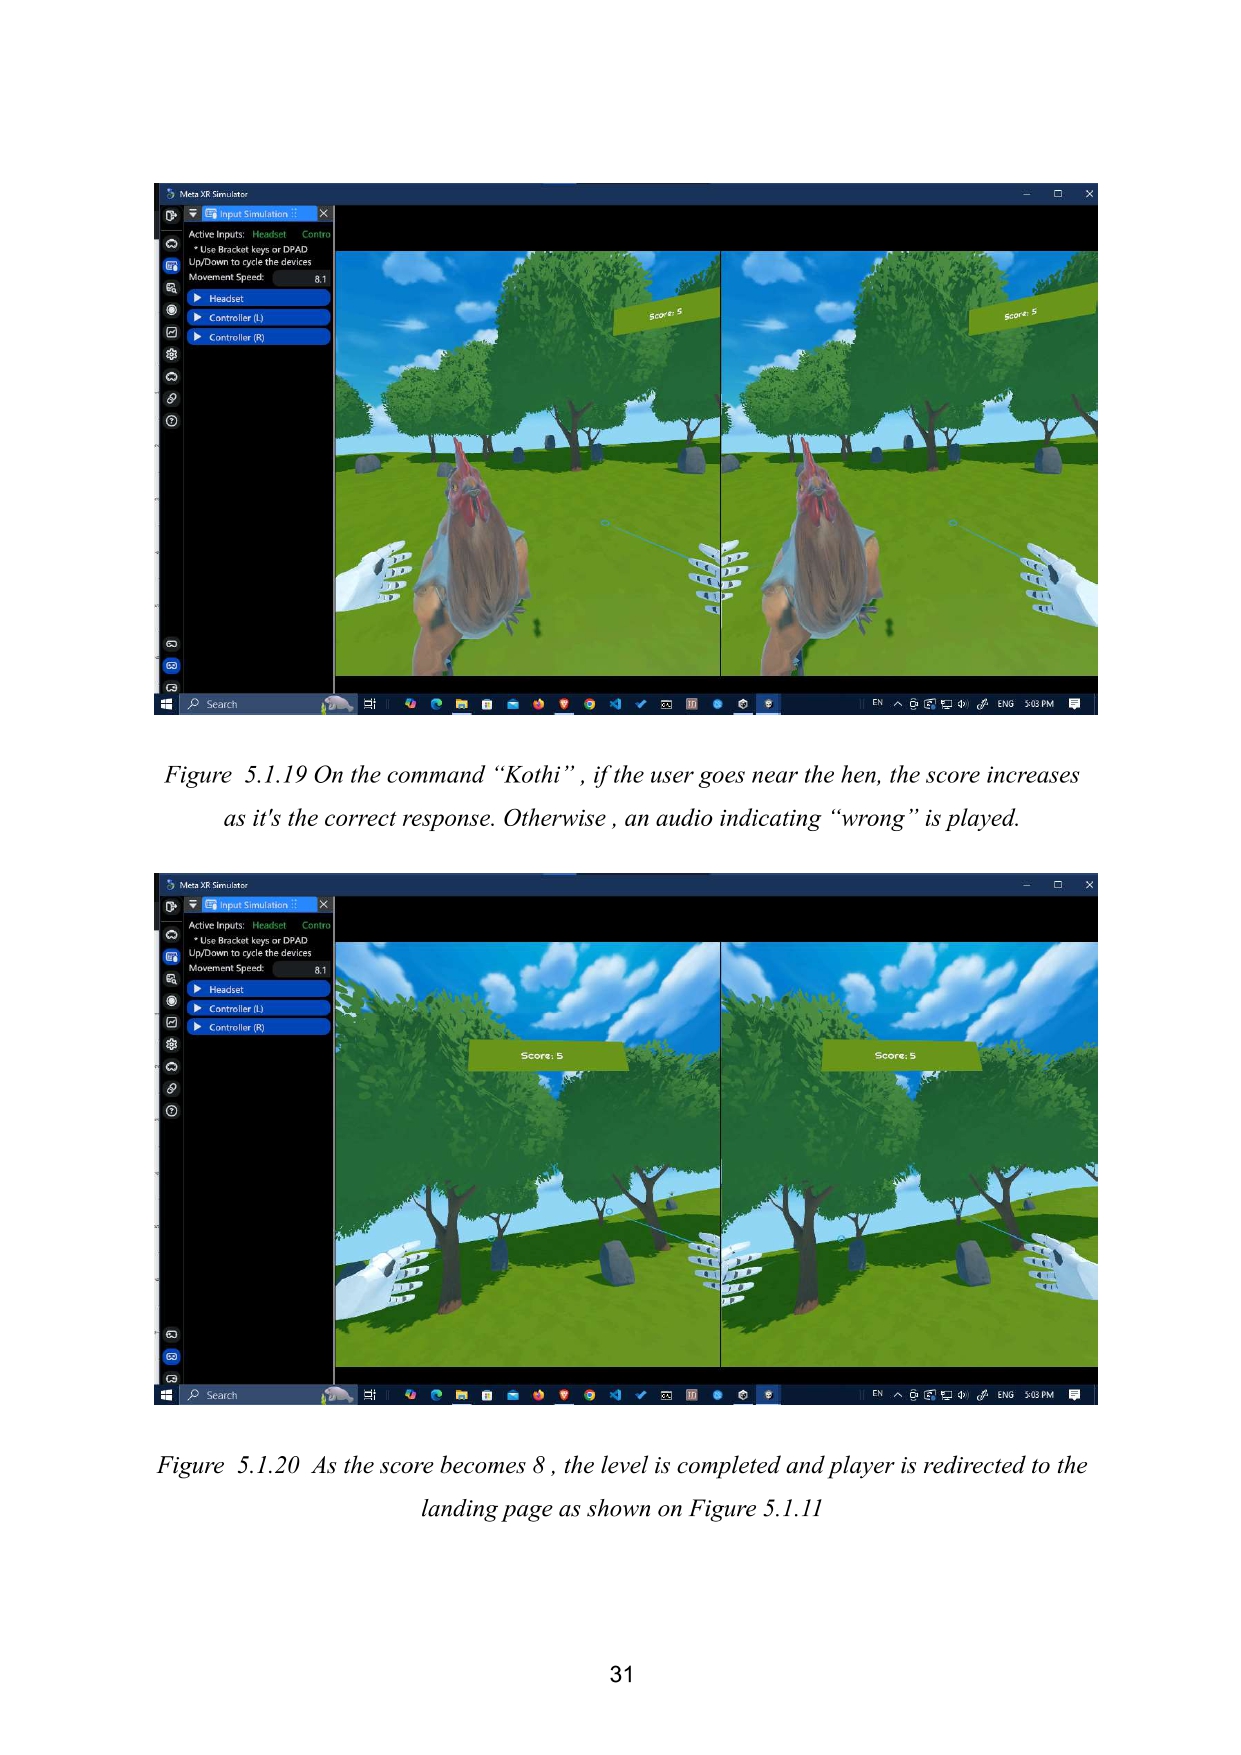 Meta XR Simulator
Input Simulation
Active Inputs: Headset Contro
* Use Bracket keys or DPAD
Up/Down to cycle the devices
Movement Speed: 8.1
Headset
Controller (L)
Controller (R)
Score: 5
Score: 5
Search
EN
ENG
5:03 PM
Figure 5.1.19 On the command “Kothi” , if the user goes near the hen, the score increases
as it's the correct response. Otherwise , an audio indicating “wrong” is played.
Meta XR Simulator
Input Simulation
Active Inputs: Headset Contro
* Use Bracket keys or DPAD
Up/Down to cycle the devices
Movement Speed: 8.1
Headset
Controller (L)
Controller (R)
Score: 5
Score: 5
Search
EN
ENG
5:03 PM
Figure 5.1.20 As the score becomes 8 , the level is completed and player is redirected to the
landing page as shown on Figure 5.1.11
31